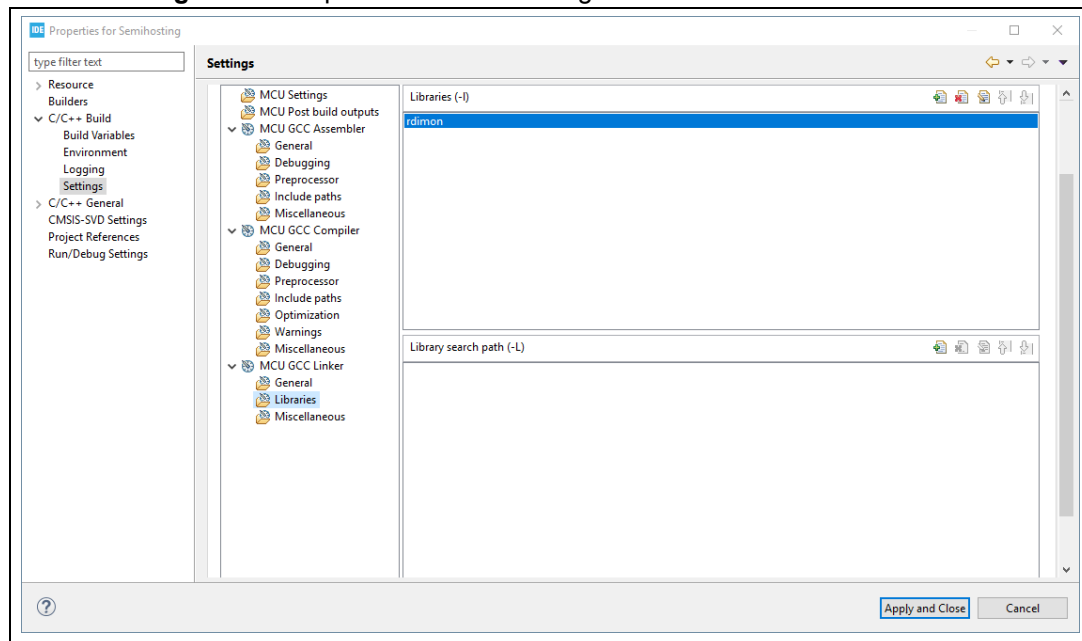 IDE Properties for Semihosting
type filter text
Settings
Resource
Builders
C/C++ Build
Build Variables
Environment
Logging
Settings
C/C++ General
CMSIS-SVD Settings
Project References
Run/Debug Settings
MCU Settings
MCU Post build outputs
MCU GCC Assembler
General
Debugging
Preprocessor
Include paths
Miscellaneous
MCU GCC Compiler
General
Debugging
Preprocessor
Include paths
Optimization
Warnings
Miscellaneous
MCU GCC Linker
General
Libraries
Miscellaneous
Libraries (-l)
rdimon
Library search path (-L)
?
Apply and Close
Cancel